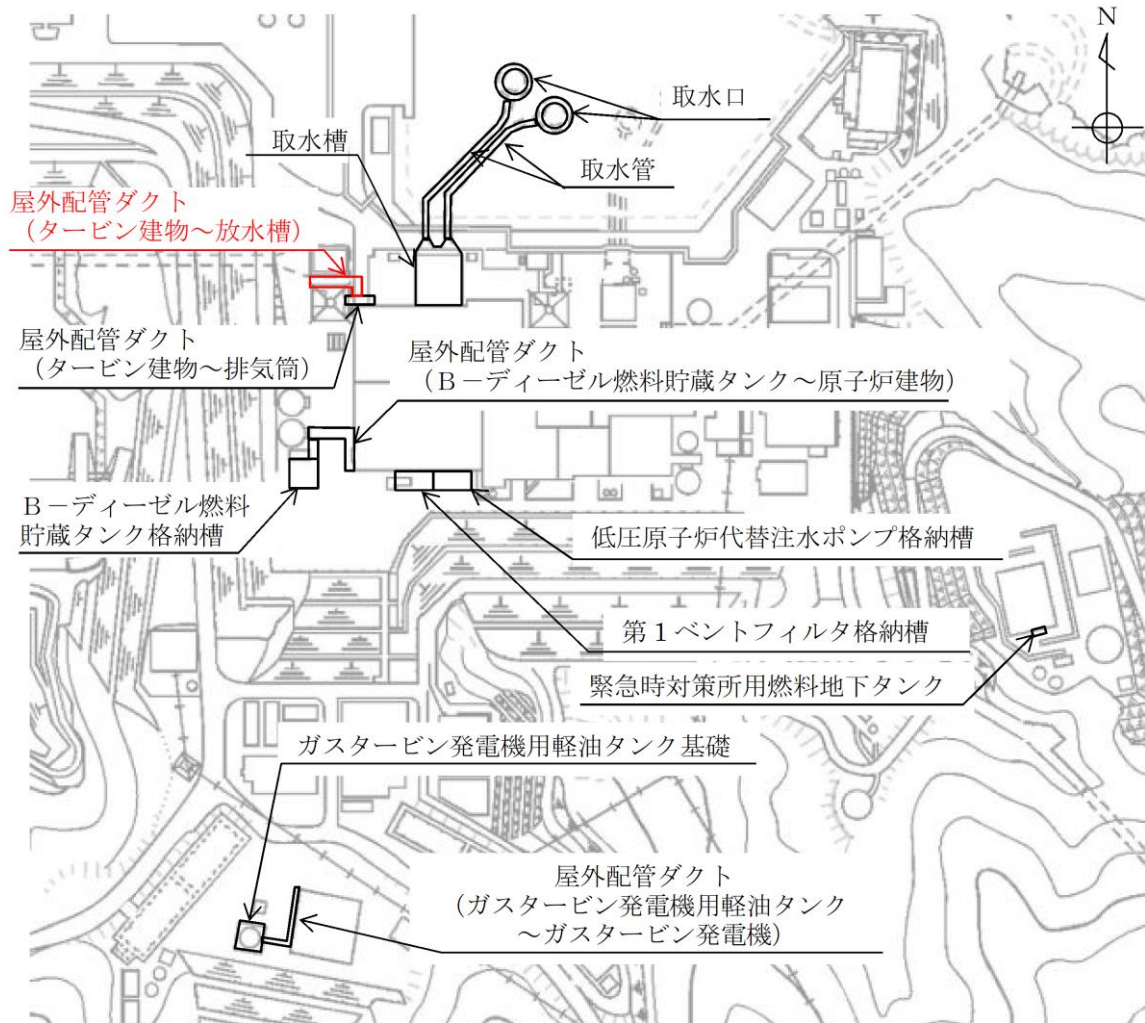 N
取水口
取水槽
取水管
屋外配管ダクト
(タービン建物～放水槽)
屋外配管ダクト
(タービン建物～排気筒)
屋外配管ダクト
(B－ディーゼル燃料貯蔵タンク～原子炉建物)
B－ディーゼル燃料
貯蔵タンク格納槽
低圧原子炉代替注水ポンプ格納槽
第1ベントフィルタ格納槽
緊急時対策所用燃料地下タンク
ガスタービン発電機用軽油タンク基礎
屋外配管ダクト
(ガスタービン発電機用軽油タンク
～ガスタービン発電機)